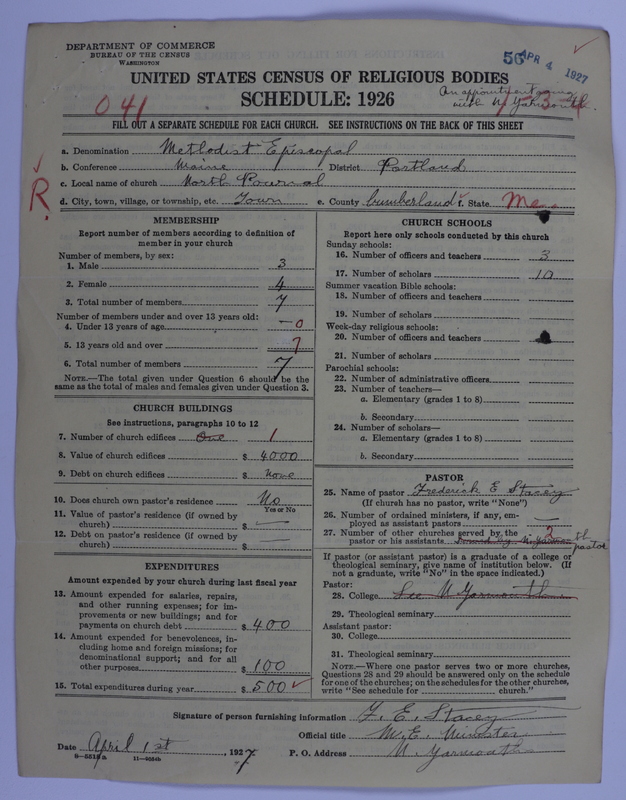 DEPARTMENT OF COMMERCE
BUREAU OF THE CENSUS
WASHINGTON
56 APR 4 1927
UNITED STATES CENSUS OF RELIGIOUS BODIES
SCHEDULE: 1926
041
An appointment along
with N. Yarmouth
FILL OUT A SEPARATE SCHEDULE FOR EACH CHURCH. SEE INSTRUCTIONS ON THE BACK OF THIS SHEET
R.
a. Denomination Methodist Episcopal
b. Conference Maine District Portland
c. Local name of church North Pownal
d. City, town, village, or township, etc. Town e. County Cumberland f. State Me.
MEMBERSHIP
Report number of members according to definition of
member in your church
Number of members, by sex:
1. Male 3
2. Female 4
3. Total number of members 7
Number of members under and over 13 years old:
4. Under 13 years of age — 0
5. 13 years old and over 7
6. Total number of members 7
NOTE.—The total given under Question 6 should be the
same as the total of males and females given under Question 3.
CHURCH BUILDINGS
See instructions, paragraphs 10 to 12
7. Number of church edifices One 1
8. Value of church edifices $ 4000
9. Debt on church edifices $ None
10. Does church own pastor's residence No
Yes or No
11. Value of pastor's residence (if owned by
church) $ —
12. Debt on pastor's residence (if owned by
church) $ —
EXPENDITURES
Amount expended by your church during last fiscal year
13. Amount expended for salaries, repairs,
and other running expenses; for im-
provements or new buildings; and for
payments on church debt $ 400
14. Amount expended for benevolences, in-
cluding home and foreign missions; for
denominational support; and for all
other purposes $ 100
15. Total expenditures during year $ 500
CHURCH SCHOOLS
Report here only schools conducted by this church
Sunday schools:
16. Number of officers and teachers 3
17. Number of scholars 10
Summer vacation Bible schools:
18. Number of officers and teachers
19. Number of scholars
Week-day religious schools:
20. Number of officers and teachers
21. Number of scholars
Parochial schools:
22. Number of administrative officers
23. Number of teachers—
a. Elementary (grades 1 to 8)
b. Secondary
24. Number of scholars—
a. Elementary (grades 1 to 8)
b. Secondary
PASTOR
25. Name of pastor Frederick E Stacey
(If church has no pastor, write "None")
26. Number of ordained ministers, if any, em-
ployed as assistant pastors —
27. Number of other churches served by the
pastor or his assistants 2
pastor
If pastor (or assistant pastor) is a graduate of a college or
theological seminary, give name of institution below. (If
not a graduate, write "No" in the space indicated.)
Pastor:
28. College See N Yarmouth
29. Theological seminary
Assistant pastor:
30. College
31. Theological seminary
NOTE.—Where one pastor serves two or more churches,
Questions 28 and 29 should be answered only on the schedule
for one of the churches; on the schedules for the other churches,
write "See schedule for church."
Signature of person furnishing information F. E. Stacey
Official title M. E. Minister
Date April 1st, 1927 P. O. Address N. Yarmouth